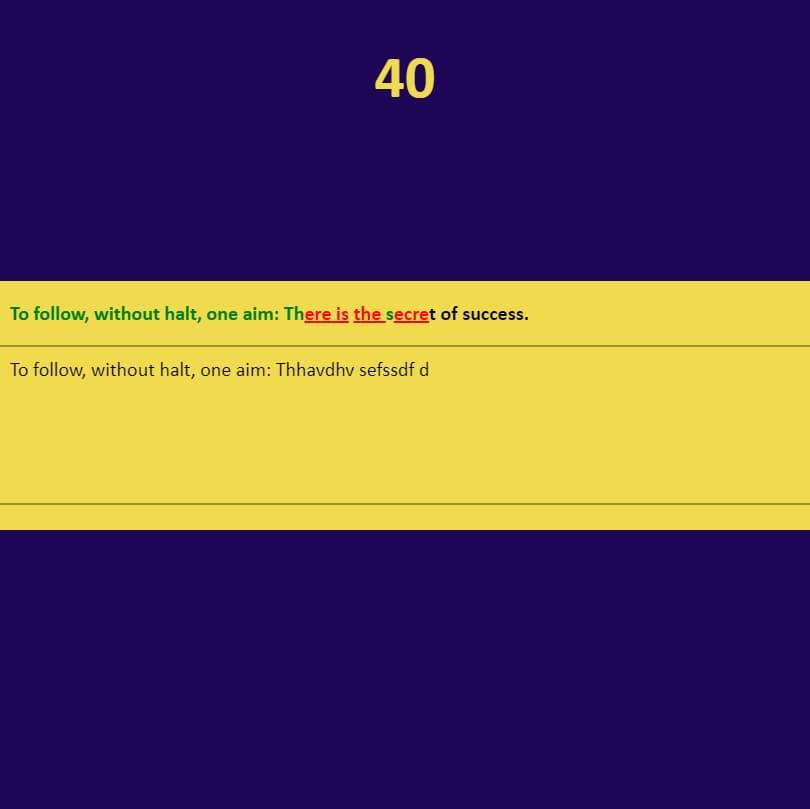 40
To follow, without halt, one aim: There is the secret of success.
To follow, without halt, one aim: Thhavdhv sefssdf d